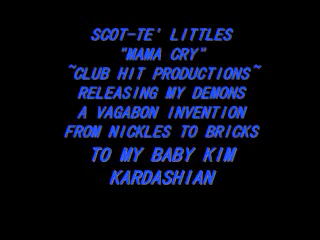 SCOT-TE' LITTLES
"MAMA CRY"
~CLUB HIT PRODUCTIONS~
RELEASING MY DEMONS
A VAGABON INVENTION
FROM NICKLES TO BRICKS
TO MY BABY KIM
KARDASHIAN